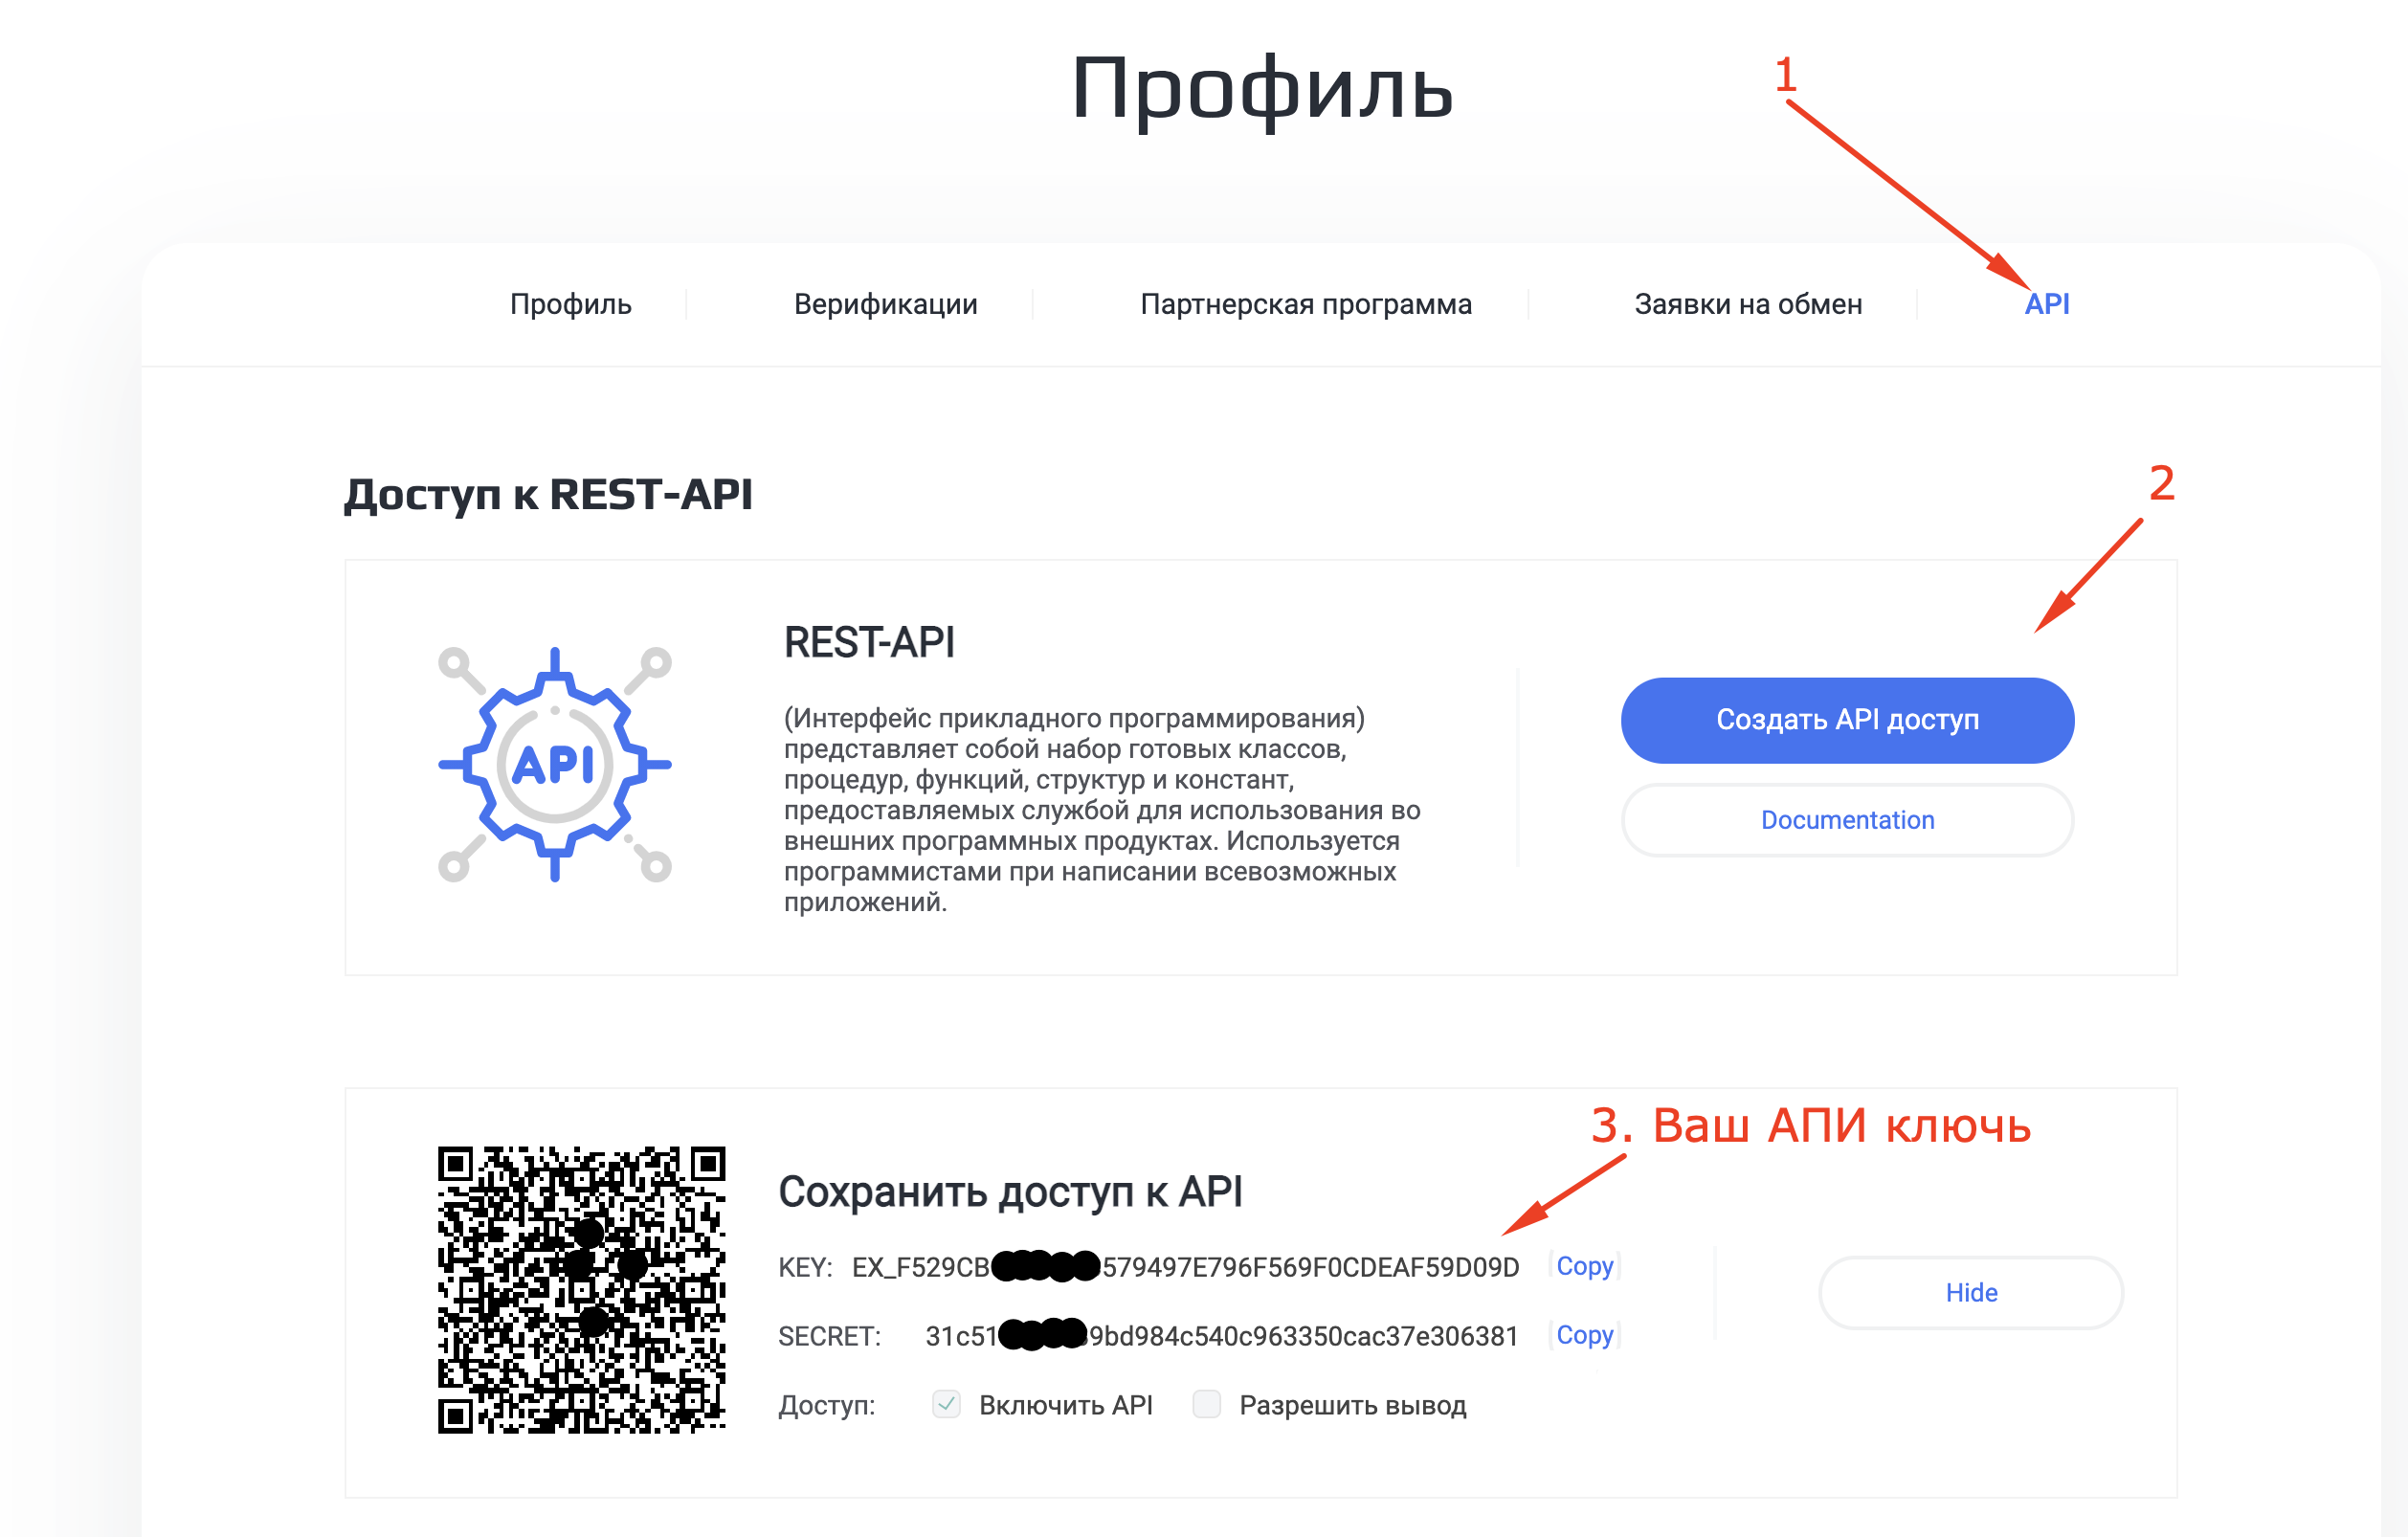 Профиль
1
Профиль
Верификации
Партнерская программа
Заявки на обмен
API
Доступ к REST-API
2
API
REST-API
(Интерфейс прикладного программирования)
представляет собой набор готовых классов,
процедур, функций, структур и констант,
предоставляемых службой для использования во
внешних программных продуктах. Используется
программистами при написании всевозможных
приложений.
Создать API доступ
Documentation
3. Ваш АПИ ключь
Сохранить доступ к API
KEY: EX_F529CB 579497E796F569F0CDEAF59D09D Copy
SECRET: 31c51 9bd984c540c963350cac37e306381 Copy
Hide
Доступ: Включить API Разрешить вывод